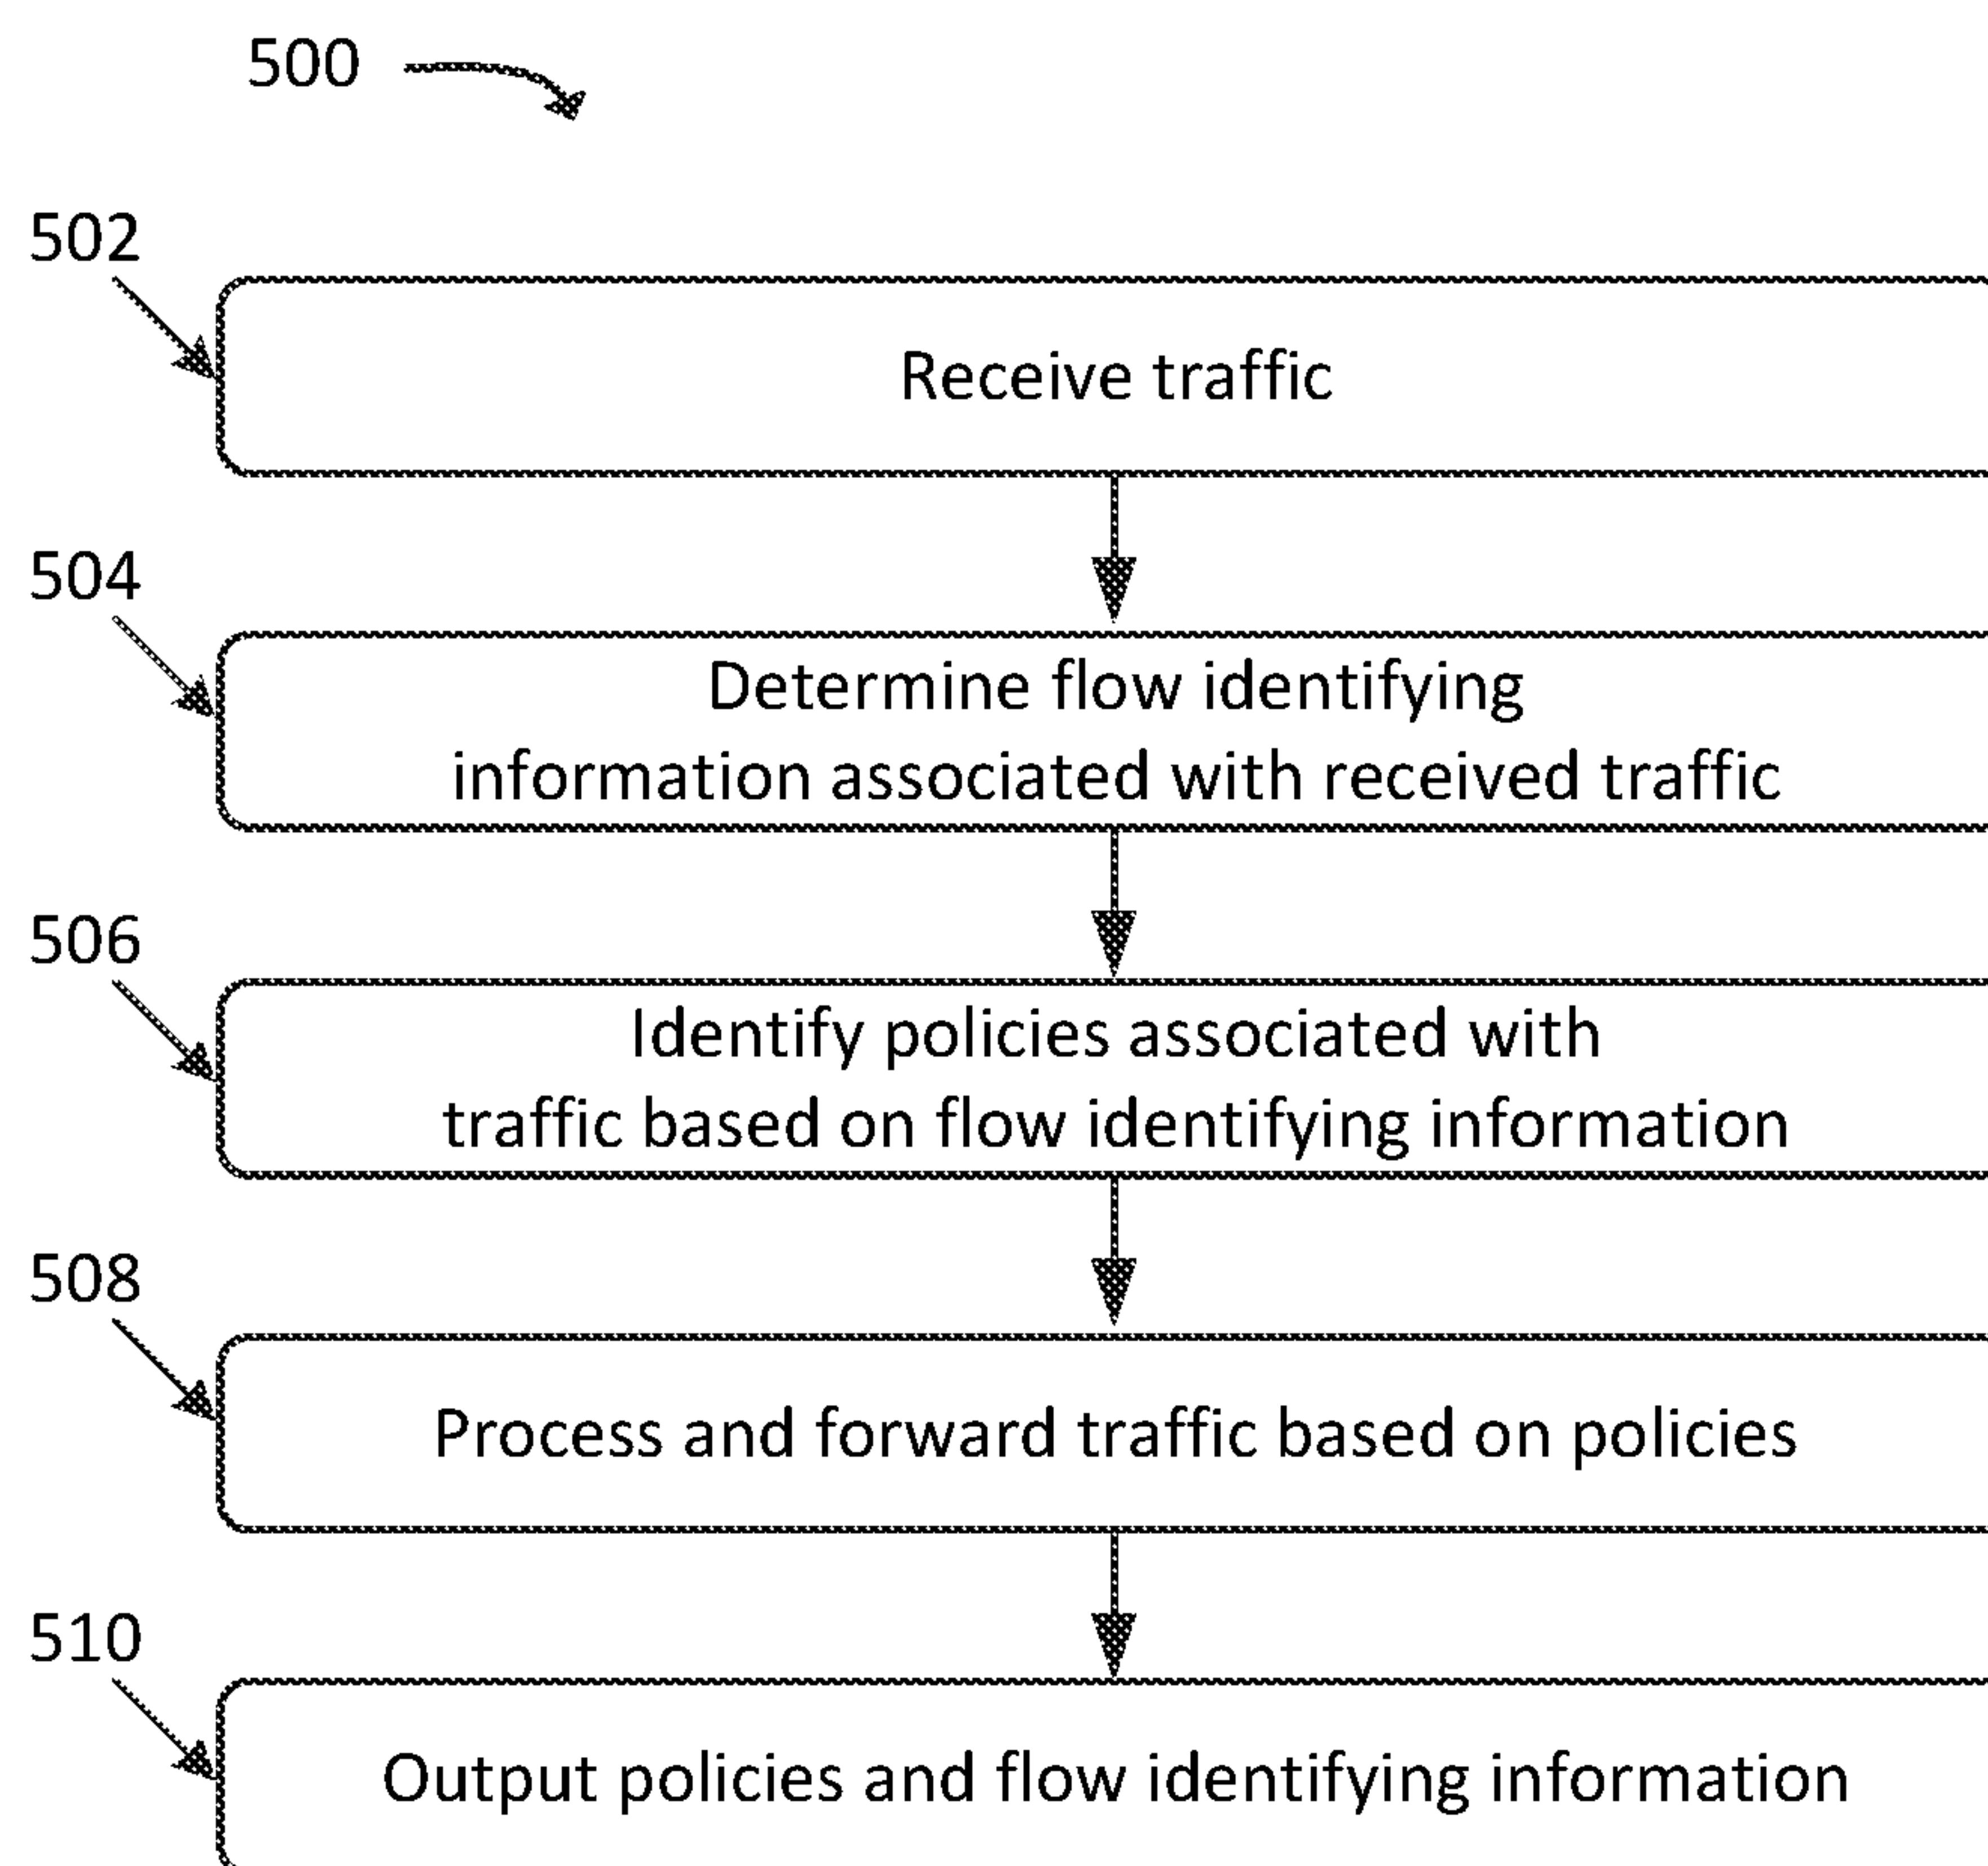 500
502
Receive traffic
504
Determine flow identifying
information associated with received traffic
506
Identify policies associated with
traffic based on flow identifying information
508
Process and forward traffic based on policies
510
Output policies and flow identifying information